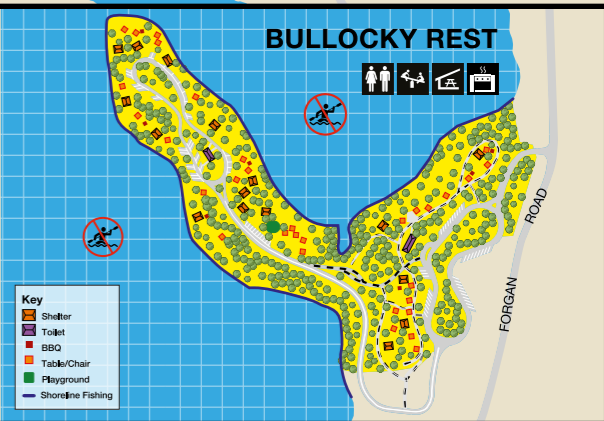 BULLOCKY REST
FORGAN ROAD
Key
Shelter
Toilet
BBQ
Table/Chair
Playground
Shoreline Fishing